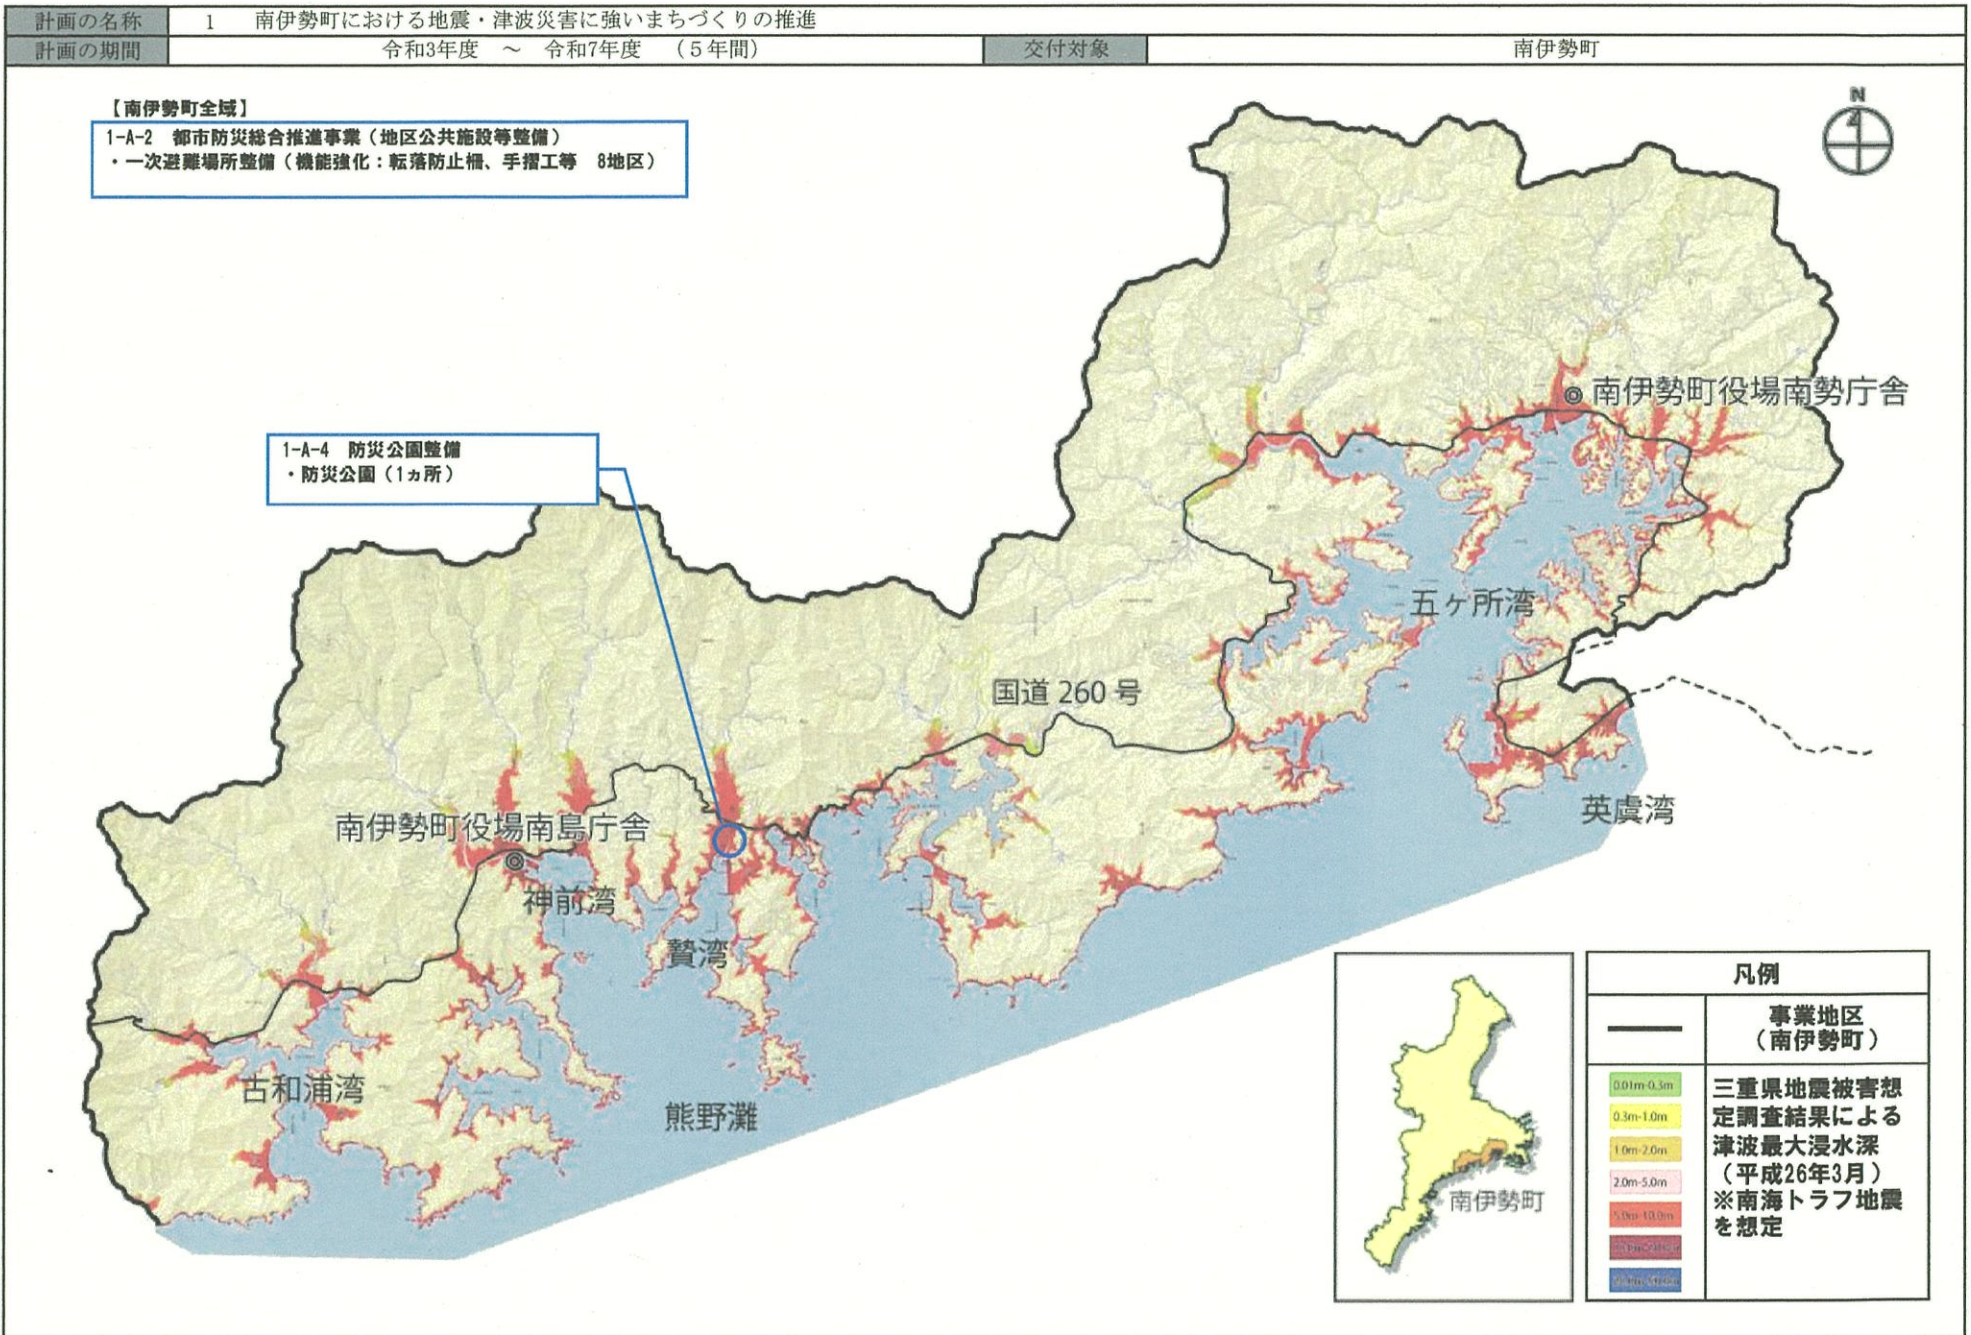 計画の名称 1 南伊勢町における地震・津波災害に強いまちづくりの推進
計画の期間 令和3年度 ～ 令和7年度 （５年間） 交付対象 南伊勢町
【南伊勢町全域】
1-A-2 都市防災総合推進事業（地区公共施設等整備）
・一次避難場所整備（機能強化：転落防止柵、手摺工等 8地区）
N
1-A-4 防災公園整備
・防災公園（1ヵ所）
南伊勢町役場南勢庁舎
五ヶ所湾
国道 260 号
英虞湾
南伊勢町役場南島庁舎
神前湾
贄湾
古和浦湾
熊野灘
南伊勢町
凡例
事業地区
（南伊勢町）
0.01m-0.3m
0.3m-1.0m
1.0m-2.0m
2.0m-5.0m
5.0m-10.0m
三重県地震被害想
定調査結果による
津波最大浸水深
（平成26年3月）
※南海トラフ地震
を想定